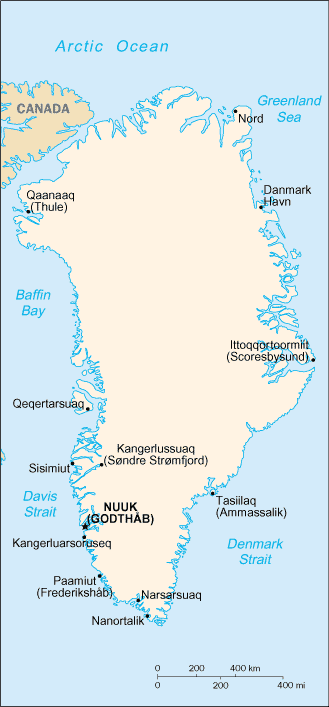 Arctic Ocean
CANADA
Greenland
Sea
Nord
Qaanaaq
(Thule)
Danmark
Havn
Baffin
Bay
Ittoqqortoormiit
(Scoresbysund)
Qeqertarsuaq
Kangerlussuaq
(Søndre Strømfjord)
Sisimiut
Davis
Strait
NUUK
(GODTHÅB)
Tasiilaq
(Ammassalik)
Kangerluarsoruseq
Denmark
Strait
Paamiut
(Frederikshåb)
Narsarsuaq
Nanortalik
0 200 400 km
0 200 400 mi